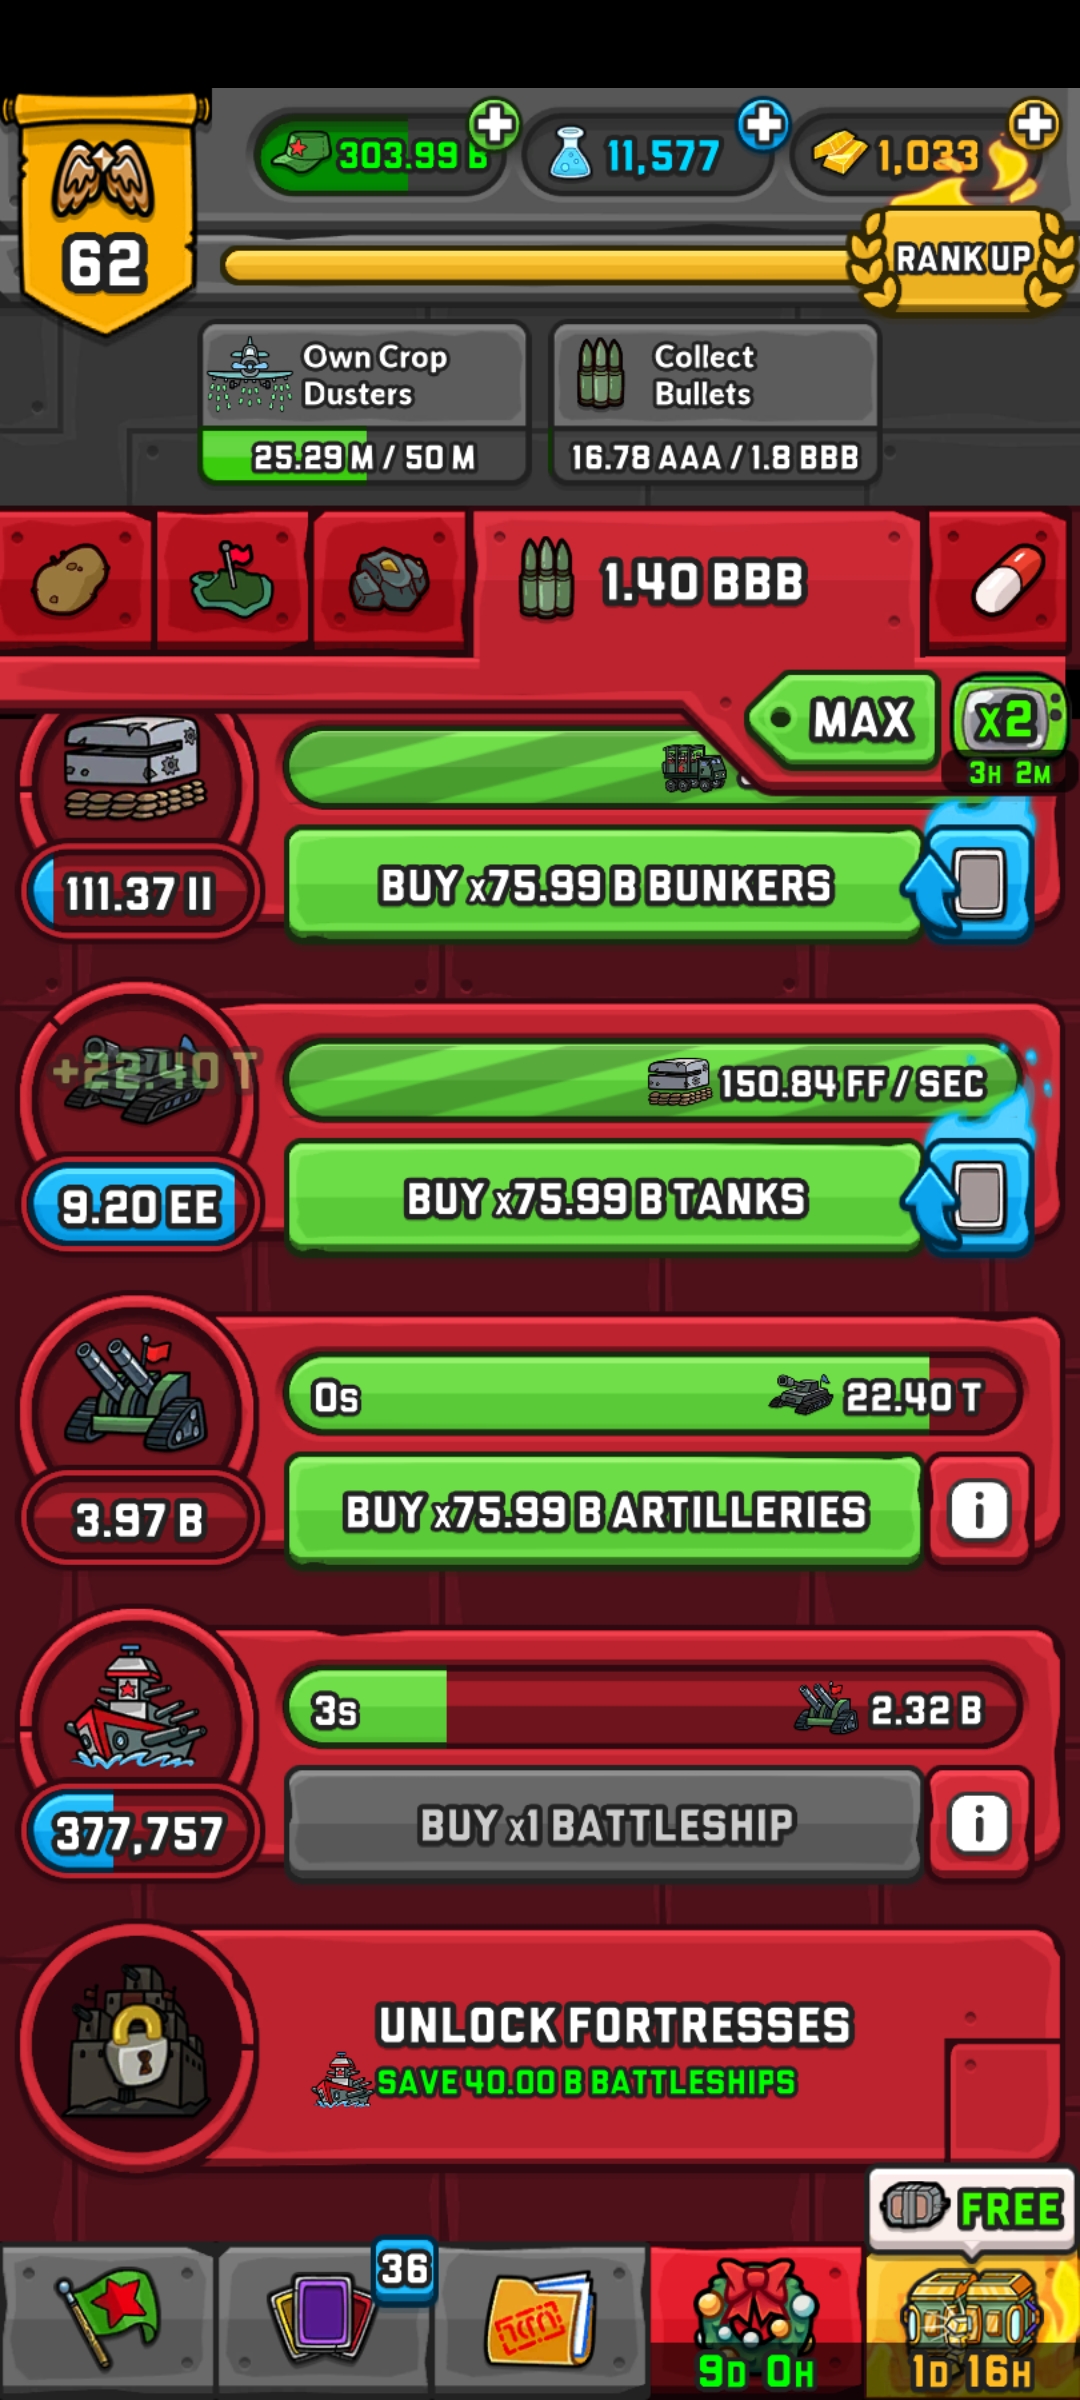 303.99 B
11,577
1,033
62
RANK UP
Own Crop
Dusters
Collect
Bullets
25.29 M / 50 M
16.78 AAA / 1.8 BBB
1.40 BBB
MAX
x2
3H 2M
111.37 II
BUY x75.99 B BUNKERS
+22.40 T
150.84 FF / SEC
9.20 EE
BUY x75.99 B TANKS
0s
22.40 T
3.97 B
BUY x75.99 B ARTILLERIES
i
3s
2.32 B
377,757
BUY x1 BATTLESHIP
i
UNLOCK FORTRESSES
SAVE 40.00 B BATTLESHIPS
FREE
36
9D 0H
1D 16H